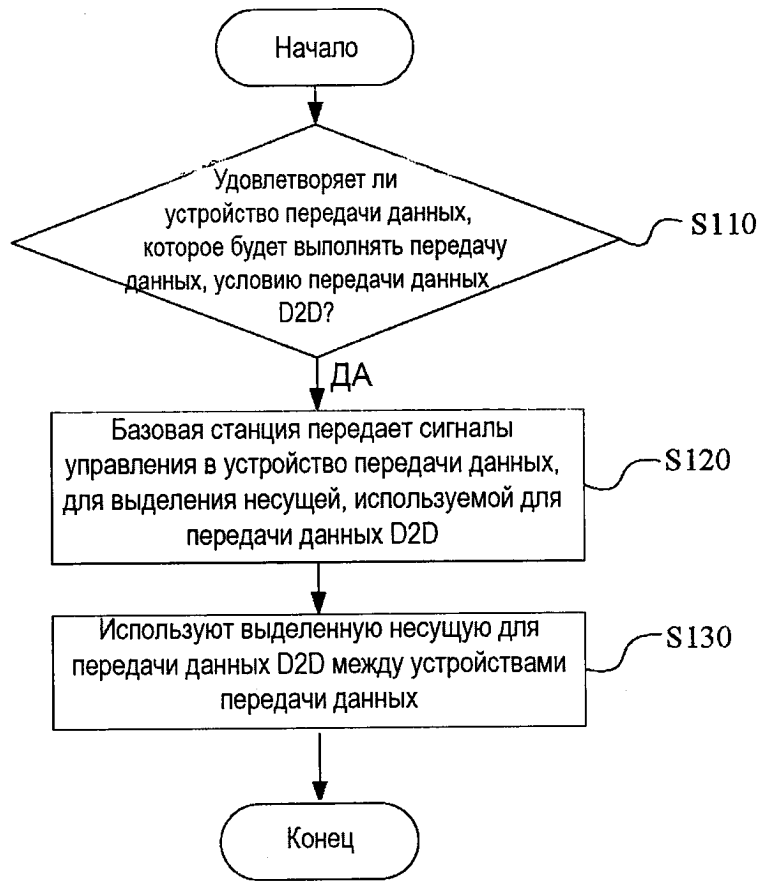 Начало
Удовлетворяет ли
устройство передачи данных,
которое будет выполнять передачу
данных, условию передачи данных
D2D?
S110
ДА
Базовая станция передает сигналы
управления в устройство передачи данных,
для выделения несущей, используемой для
передачи данных D2D
S120
Используют выделенную несущую для
передачи данных D2D между устройствами
передачи данных
S130
Конец